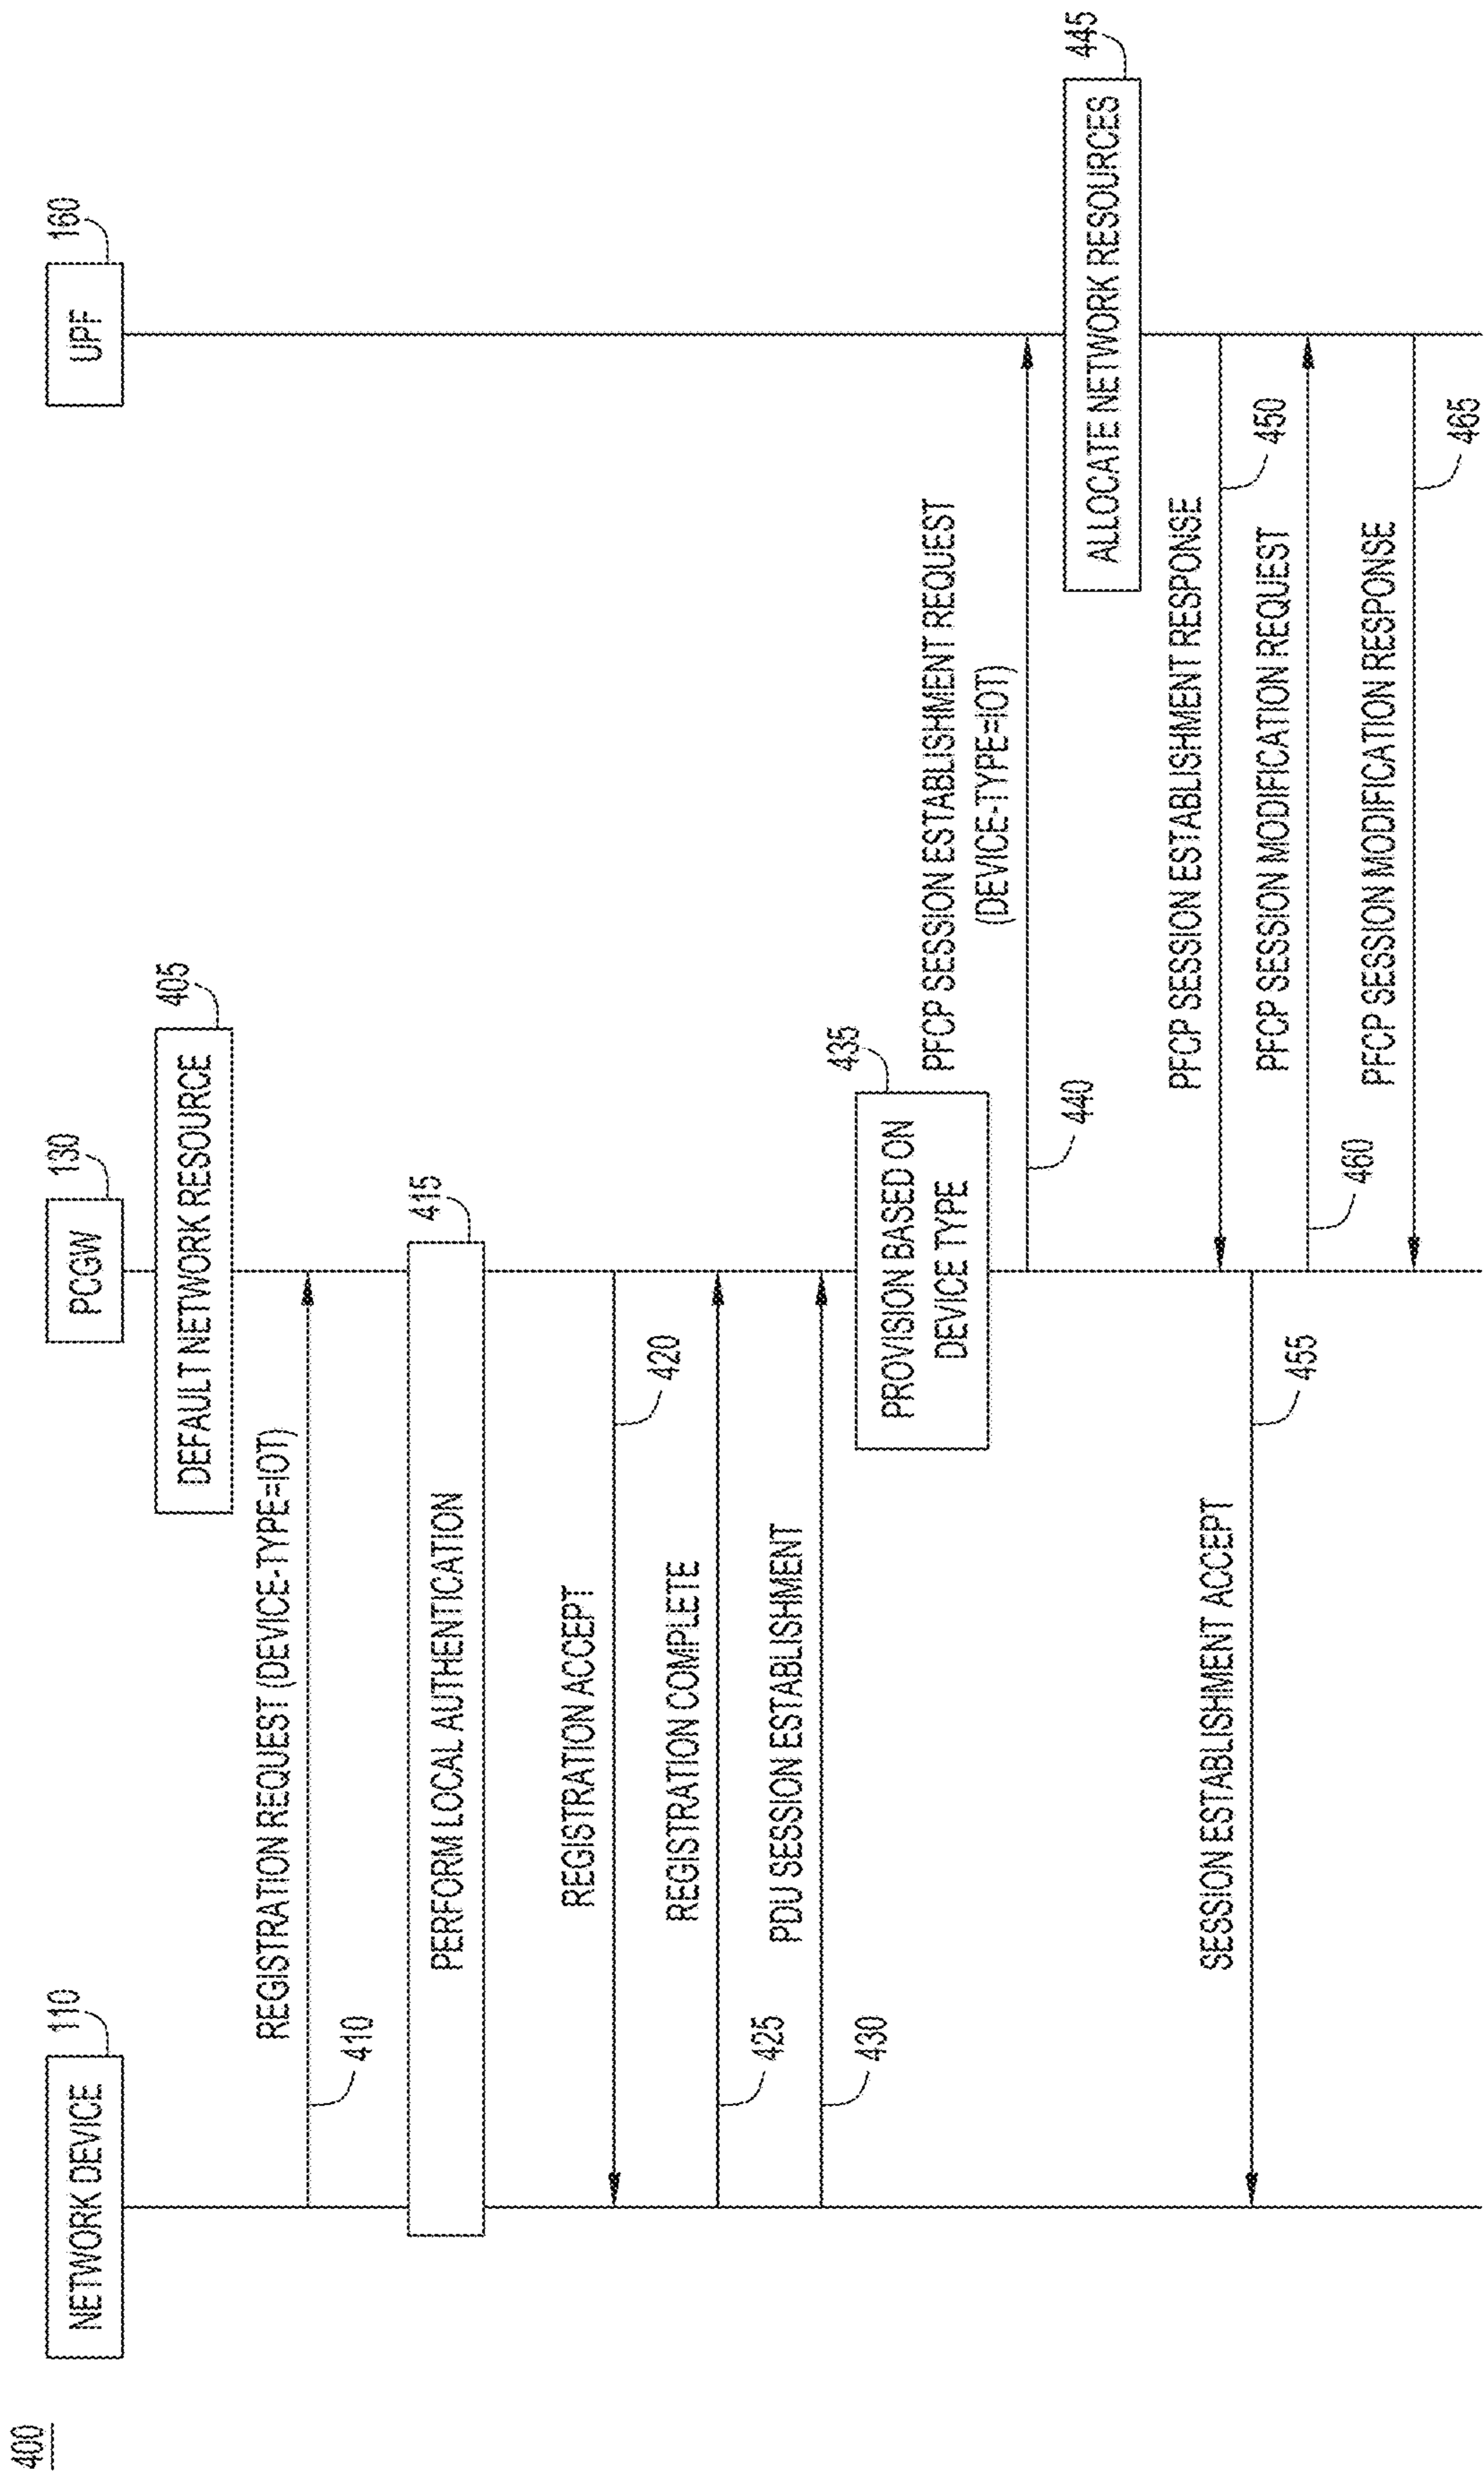 400
NETWORK DEVICE
110
PCGW
130
UPF
160
DEFAULT NETWORK RESOURCE
405
REGISTRATION REQUEST (DEVICE-TYPE=IOT)
410
PERFORM LOCAL AUTHENTICATION
415
REGISTRATION ACCEPT
420
REGISTRATION COMPLETE
425
PDU SESSION ESTABLISHMENT
430
PROVISION BASED ON
DEVICE TYPE
435
PFCP SESSION ESTABLISHMENT REQUEST
(DEVICE-TYPE=IOT)
440
ALLOCATE NETWORK RESOURCES
445
PFCP SESSION ESTABLISHMENT RESPONSE
450
SESSION ESTABLISHMENT ACCEPT
455
PFCP SESSION MODIFICATION REQUEST
460
PFCP SESSION MODIFICATION RESPONSE
465